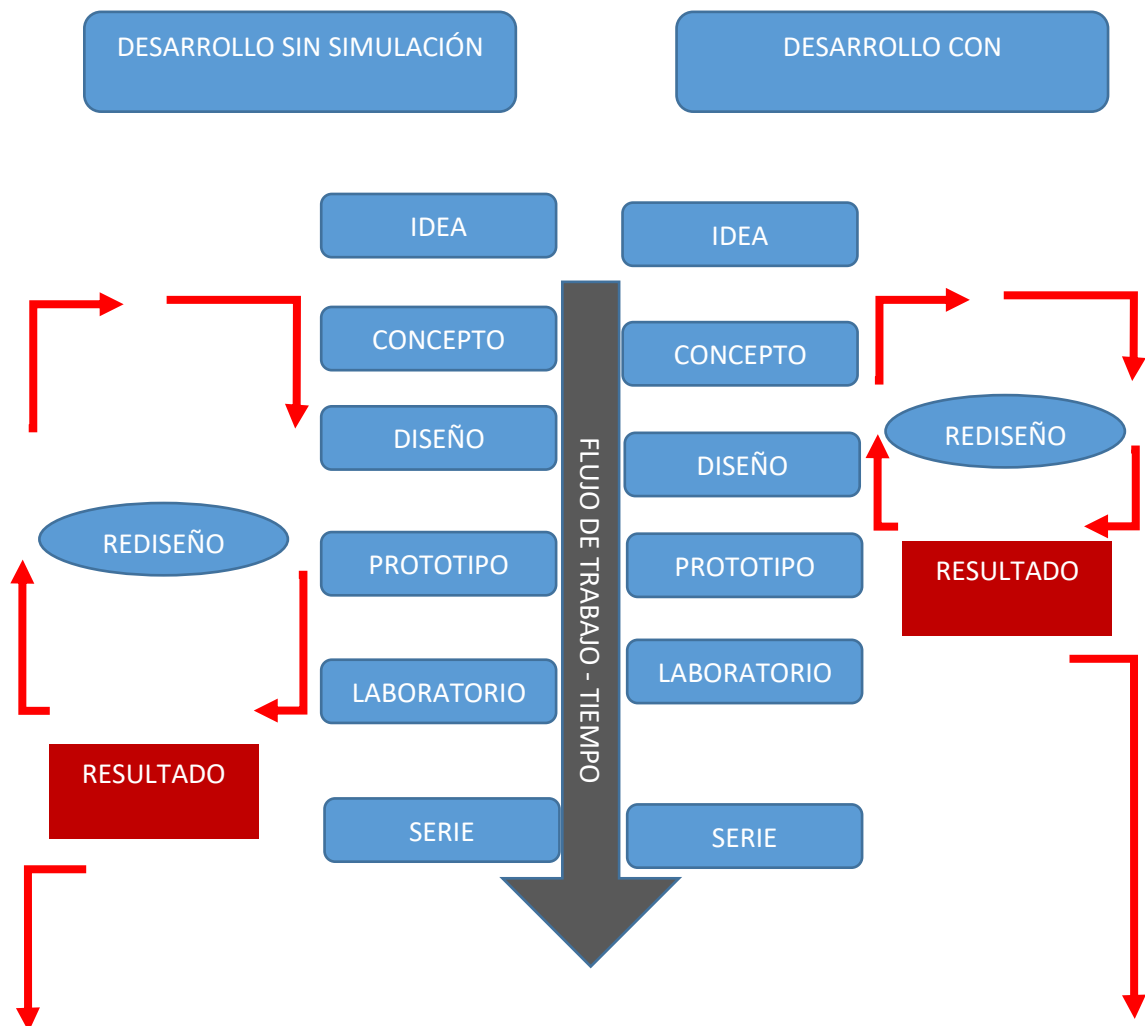 DESARROLLO SIN SIMULACIÓN
DESARROLLO CON
IDEA
IDEA
CONCEPTO
CONCEPTO
DISEÑO
DISEÑO
REDISEÑO
REDISEÑO
PROTOTIPO
PROTOTIPO
RESULTADO
LABORATORIO
LABORATORIO
RESULTADO
SERIE
SERIE
FLUJO DE TRABAJO - TIEMPO